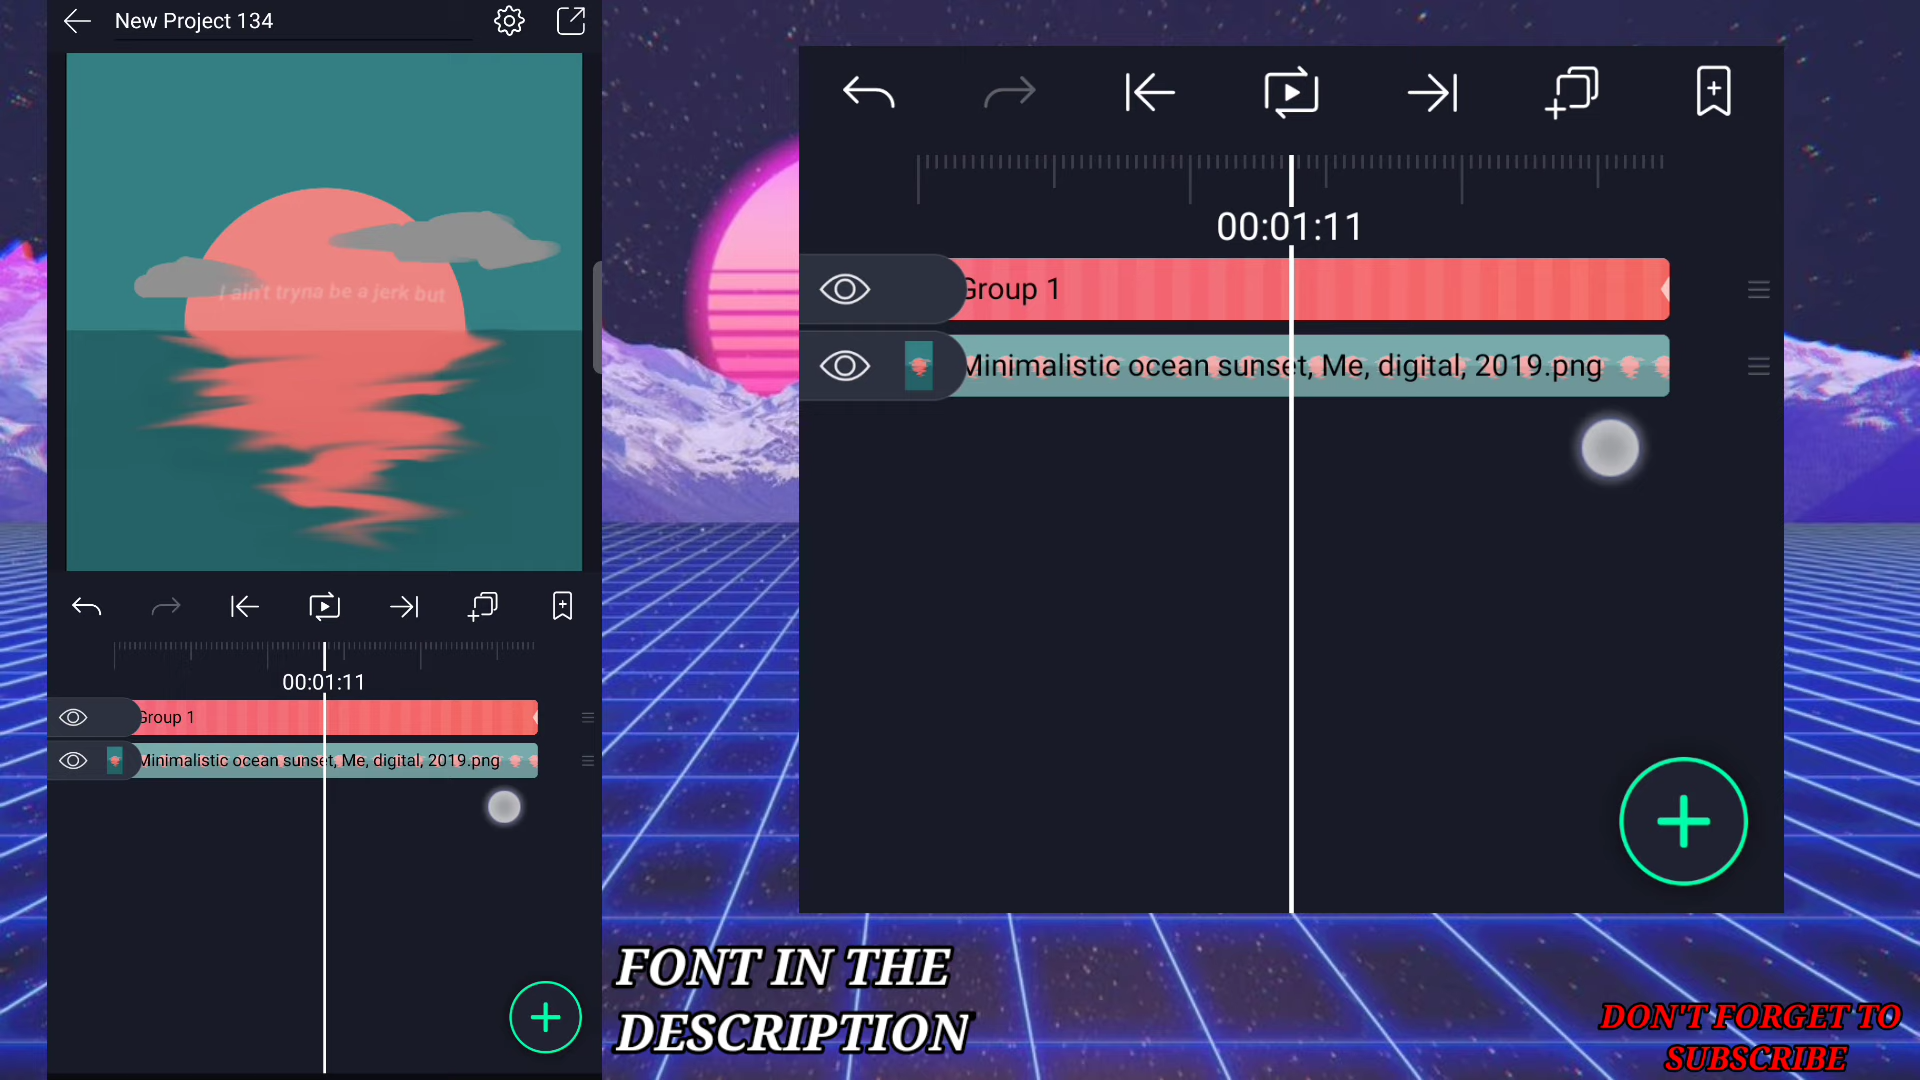 New Project 134
I ain't tryna be a jerk but
00:01:11
Group 1
Minimalistic ocean sunset, Me, digital, 2019.png
00:01:11
Group 1
Minimalistic ocean sunset, Me, digital, 2019.png
FONT IN THE
DESCRIPTION
DON'T FORGET TO
SUBSCRIBE